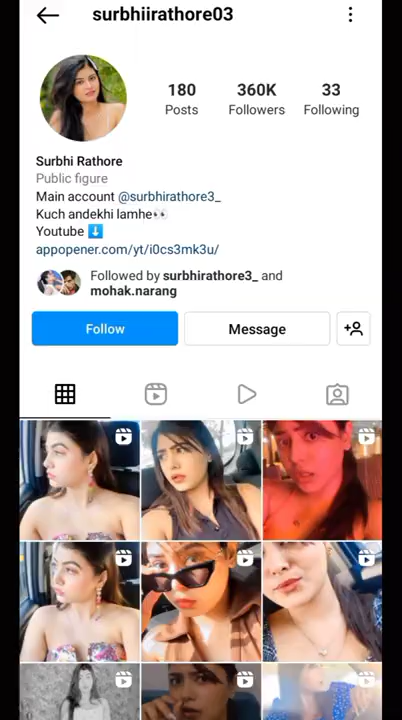 surbhiirathore03
180 360K 33
Posts Followers Following
Surbhi Rathore
Public figure
Main account @surbhirathore3_
Kuch andekhi lamhe👀
Youtube ⬇️
appopener.com/yt/i0cs3mk3u/
Followed by surbhirathore3_ and
mohak.narang
Follow Message